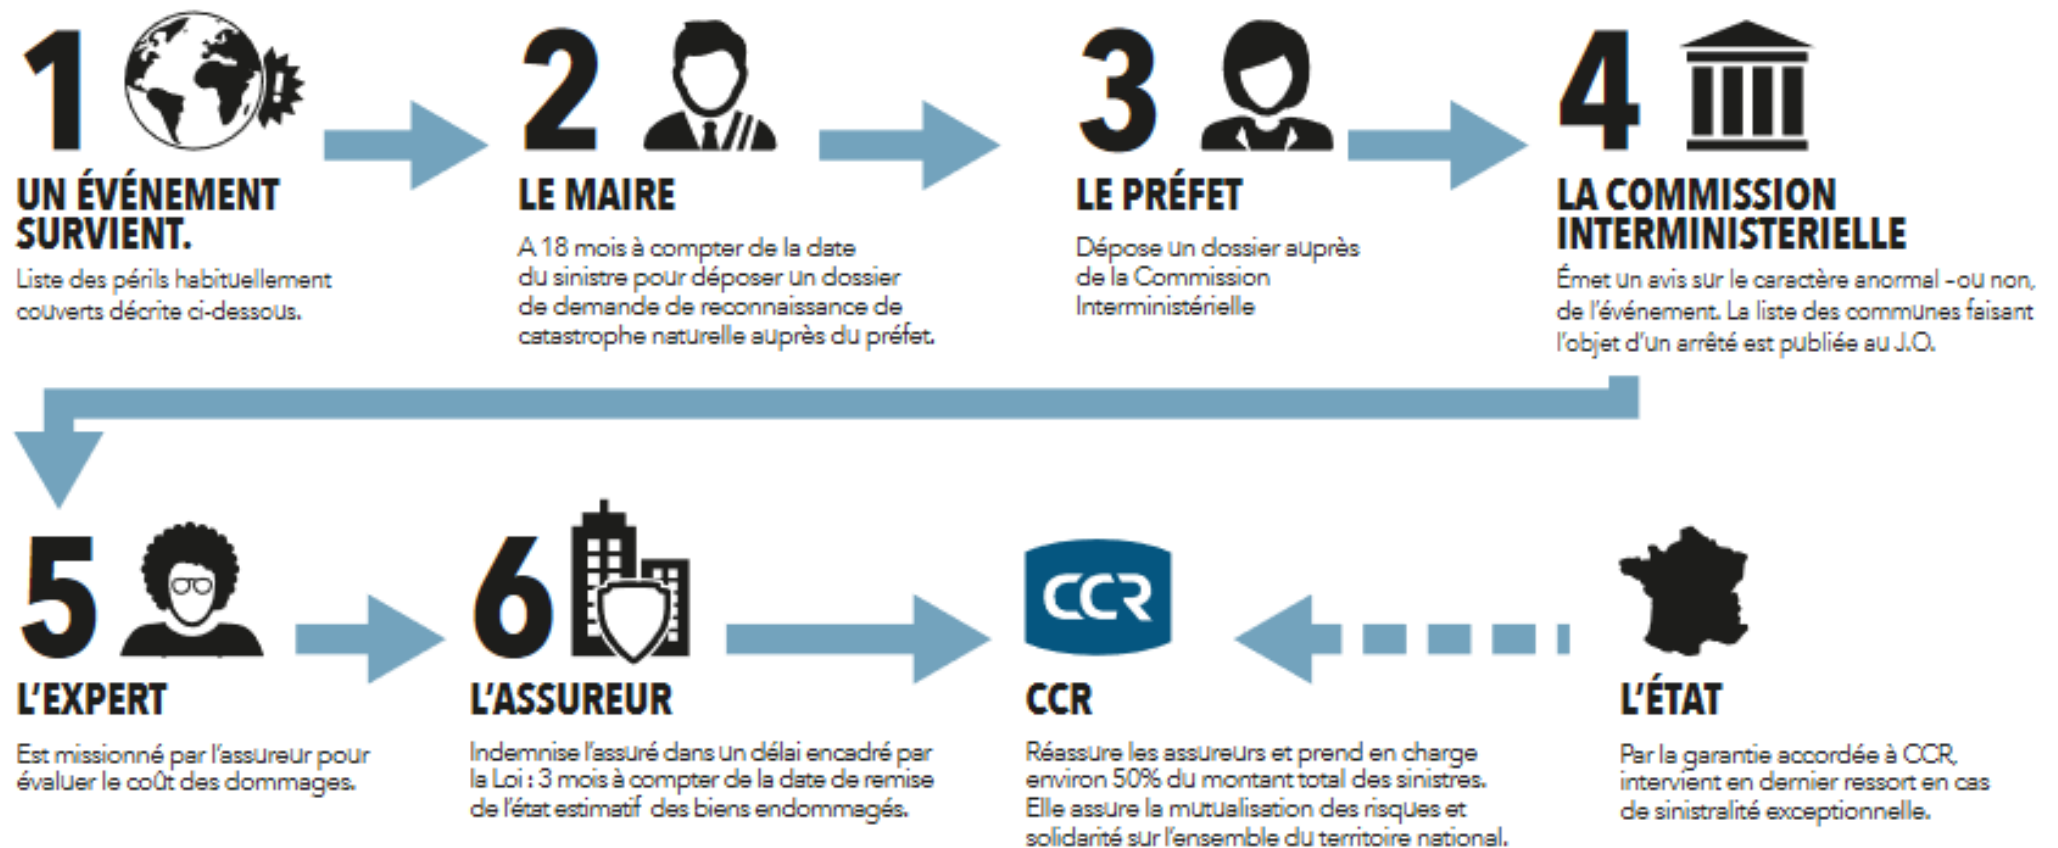 1
UN ÉVÉNEMENT
SURVIENT.
Liste des périls habituellement
couverts décrite ci-dessous.
2
LE MAIRE
A 18 mois à compter de la date
du sinistre pour déposer un dossier
de demande de reconnaissance de
catastrophe naturelle auprès du préfet.
3
LE PRÉFET
Dépose un dossier auprès
de la Commission
Interministérielle
4
LA COMMISSION
INTERMINISTERIELLE
Émet un avis sur le caractère anormal -ou non,
de l'événement. La liste des communes faisant
l'objet d'un arrêté est publiée au J.O.
5
L'EXPERT
Est missionné par l'assureur pour
évaluer le coût des dommages.
6
L'ASSUREUR
Indemnise l'assuré dans un délai encadré par
la Loi : 3 mois à compter de la date de remise
de l'état estimatif des biens endommagés.
CCR
CCR
Réassure les assureurs et prend en charge
environ 50% du montant total des sinistres.
Elle assure la mutualisation des risques et
solidarité sur l'ensemble du territoire national.
L'ÉTAT
Par la garantie accordée à CCR,
intervient en dernier ressort en cas
de sinistralité exceptionnelle.